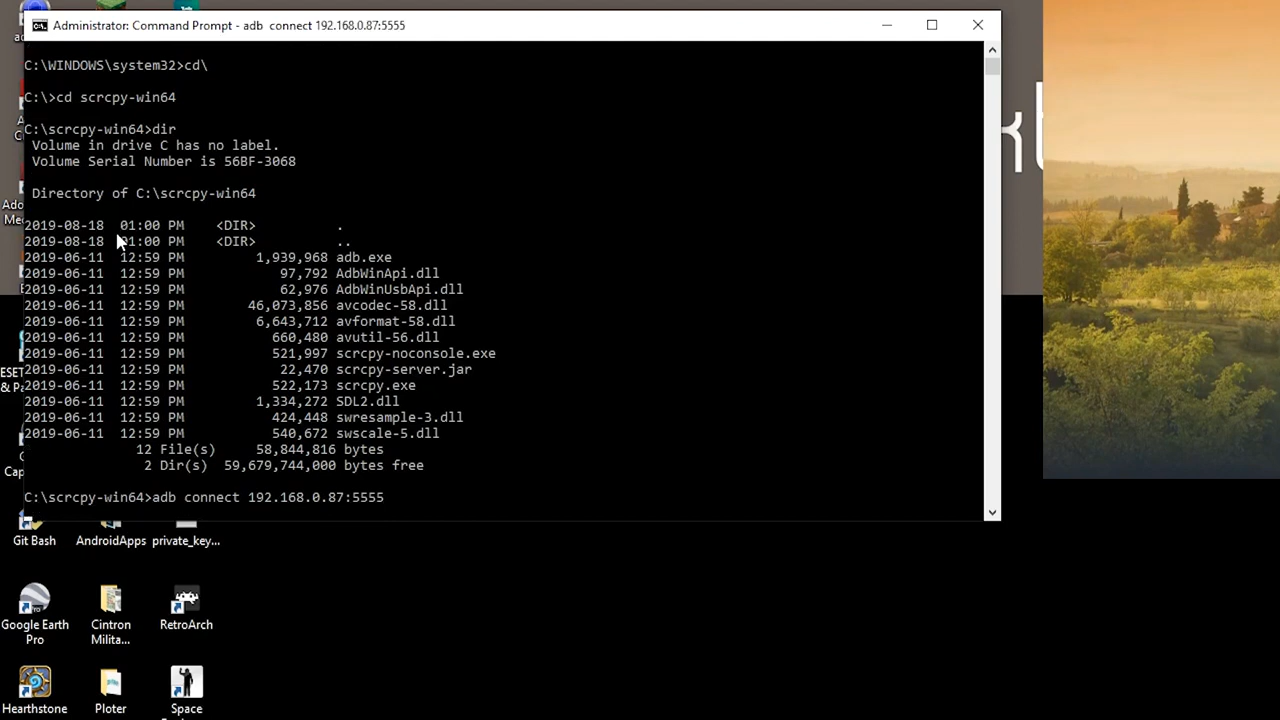 Administrator: Command Prompt - adb  connect 192.168.0.87:5555
C:\WINDOWS\system32>cd\
C:\>cd scrcpy-win64
C:\scrcpy-win64>dir
Volume in drive C has no label.
Volume Serial Number is 56BF-3068
Directory of C:\scrcpy-win64
2019-08-18  01:00 PM    <DIR>          .
2019-08-18  01:00 PM    <DIR>          ..
2019-06-11  12:59 PM         1,939,968 adb.exe
2019-06-11  12:59 PM            97,792 AdbWinApi.dll
2019-06-11  12:59 PM            62,976 AdbWinUsbApi.dll
2019-06-11  12:59 PM        46,073,856 avcodec-58.dll
2019-06-11  12:59 PM         6,643,712 avformat-58.dll
2019-06-11  12:59 PM           660,480 avutil-56.dll
2019-06-11  12:59 PM           521,997 scrcpy-noconsole.exe
2019-06-11  12:59 PM            22,470 scrcpy-server.jar
2019-06-11  12:59 PM           522,173 scrcpy.exe
2019-06-11  12:59 PM         1,334,272 SDL2.dll
2019-06-11  12:59 PM           424,448 swresample-3.dll
2019-06-11  12:59 PM           540,672 swscale-5.dll
12 File(s)     58,844,816 bytes
2 Dir(s)  59,679,744,000 bytes free
C:\scrcpy-win64>adb connect 192.168.0.87:5555
Git Bash
AndroidApps
private_key...
Google Earth
Pro
Cintron
Milita...
RetroArch
Hearthstone
Ploter
Space